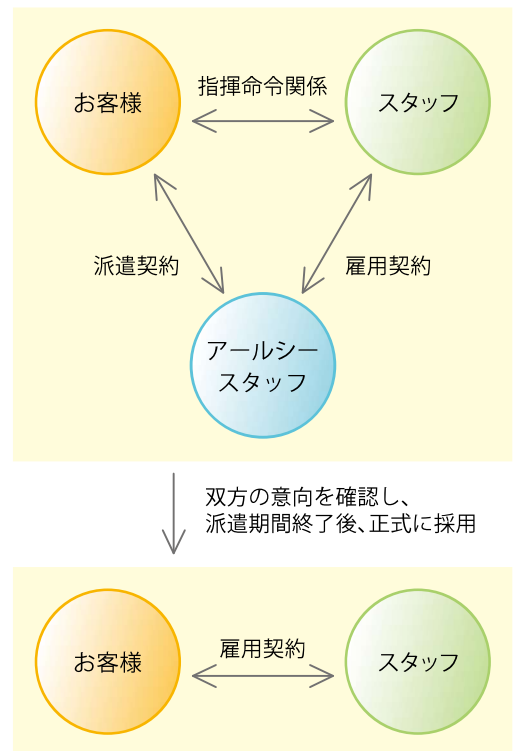 お客様
指揮命令関係
スタッフ
派遣契約
雇用契約
アールシー
スタッフ
双方の意向を確認し、
派遣期間終了後、正式に採用
お客様
雇用契約
スタッフ